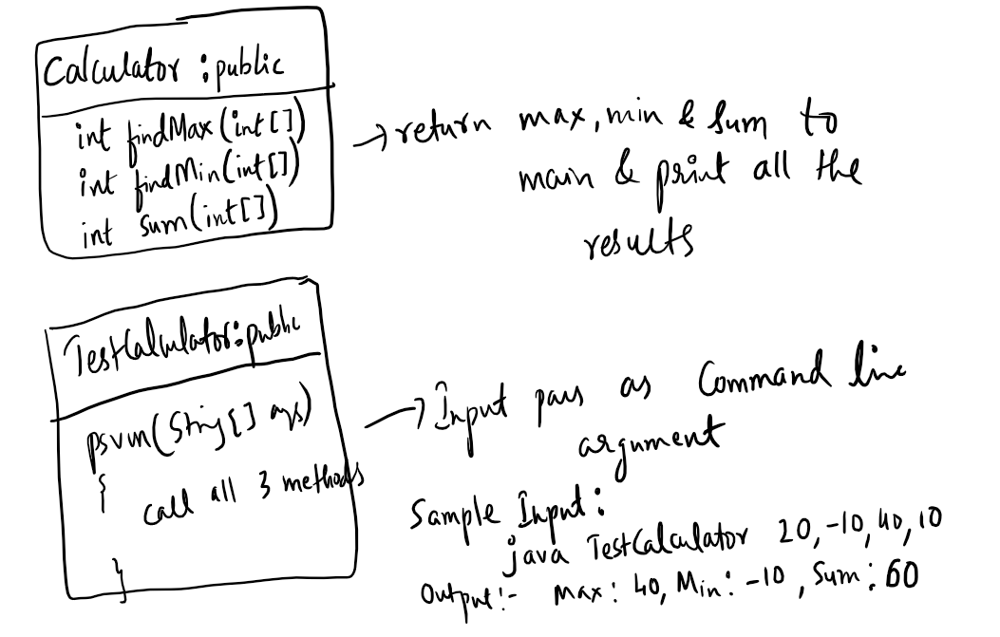 Calculator : public
int findMax(int[])
int findMin(int[])
int sum(int[])
→ return max, min & sum to
main & print all the
results
TestCalculator: public
psvm(String[] args)
{
call all 3 methods
}
→ Input pass as Command line
argument
Sample Input:
java TestCalculator 20, -10, 40, 10
Output:- Max: 40, Min: -10, Sum: 60